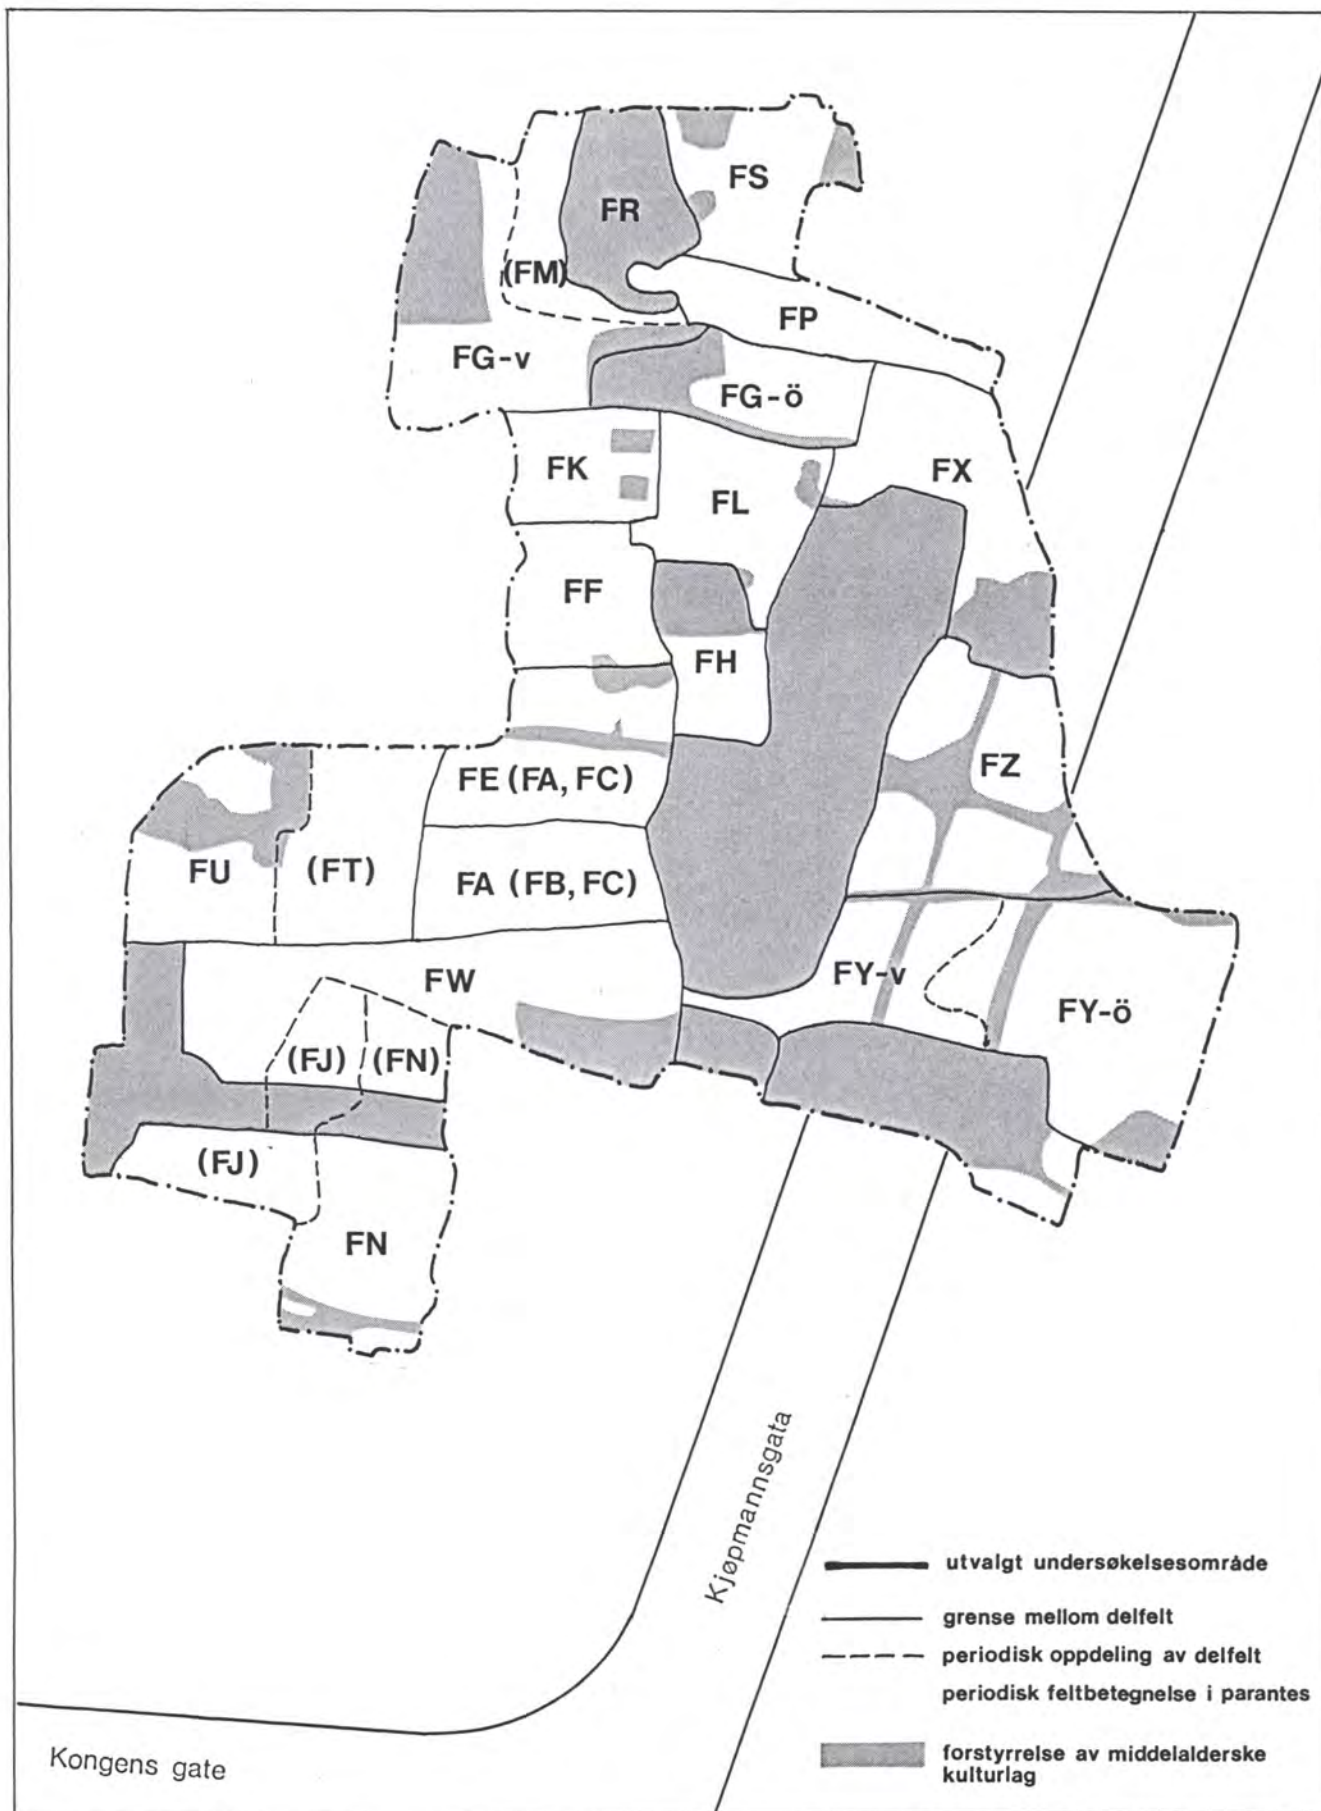 FS
FR
(FM)
FP
FG-v
FG-ö
FK
FX
FL
FF
FH
FE (FA, FC)
FZ
FU
(FT)
FA (FB, FC)
FW
FY-v
FY-ö
(FJ)
(FN)
(FJ)
FN
Kjøpmannsgata
utvalgt undersøkelsesområde
grense mellom delfelt
periodisk oppdeling av delfelt
periodisk feltbetegnelse i parantes
forstyrrelse av middelalderske
kulturlag
Kongens gate